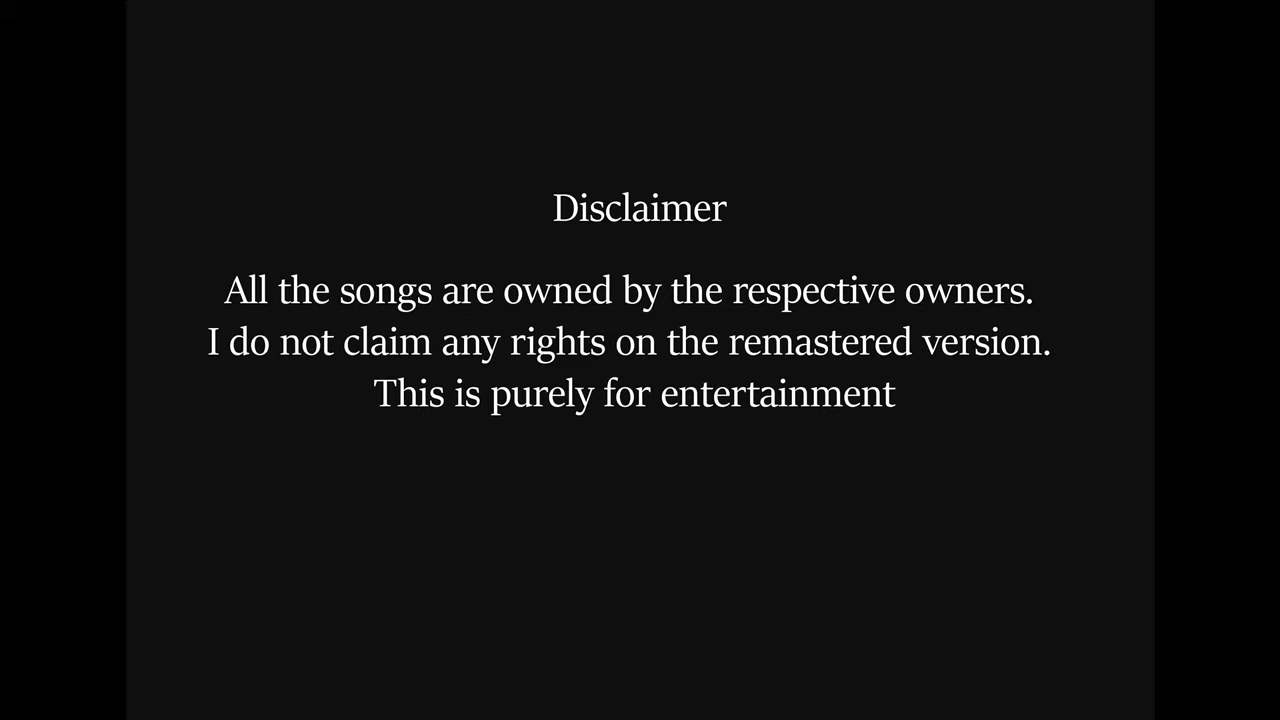 Disclaimer
All the songs are owned by the respective owners.
I do not claim any rights on the remastered version.
This is purely for entertainment